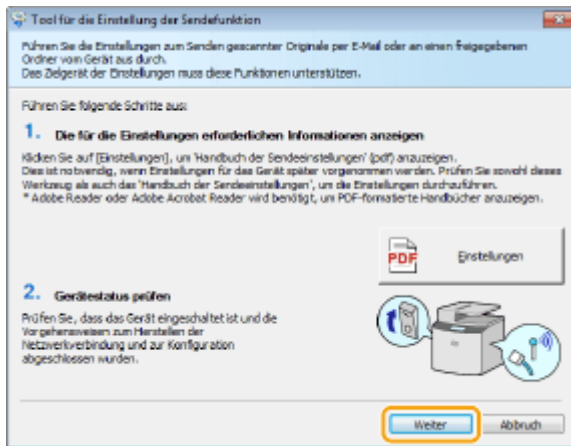 Tool für die Einstellung der Sendefunktion
Führen Sie die Einstellungen zum Senden gescannter Originale per E-Mail oder an einen freigegebenen
Ordner vom Gerät aus durch.
Das Zielgerät der Einstellungen muss diese Funktionen unterstützen.
Führen Sie folgende Schritte aus:
1. Die für die Einstellungen erforderlichen Informationen anzeigen
Klicken Sie auf [Einstellungen], um 'Handbuch der Sendeeinstellungen' (pdf) anzuzeigen.
Dies ist notwendig, wenn Einstellungen für das Gerät später vorgenommen werden. Prüfen Sie sowohl dieses
Werkzeug als auch das 'Handbuch der Sendeeinstellungen', um die Einstellungen durchzuführen.
* Adobe Reader oder Adobe Acrobat Reader wird benötigt, um PDF-formatierte Handbücher anzuzeigen.
PDF Einstellungen
2. Gerätestatus prüfen
Prüfen Sie, dass das Gerät eingeschaltet ist und die
Vorgehensweisen zum Herstellen der
Netzwerkverbindung und zur Konfiguration
abgeschlossen wurden.
Weiter Abbruch